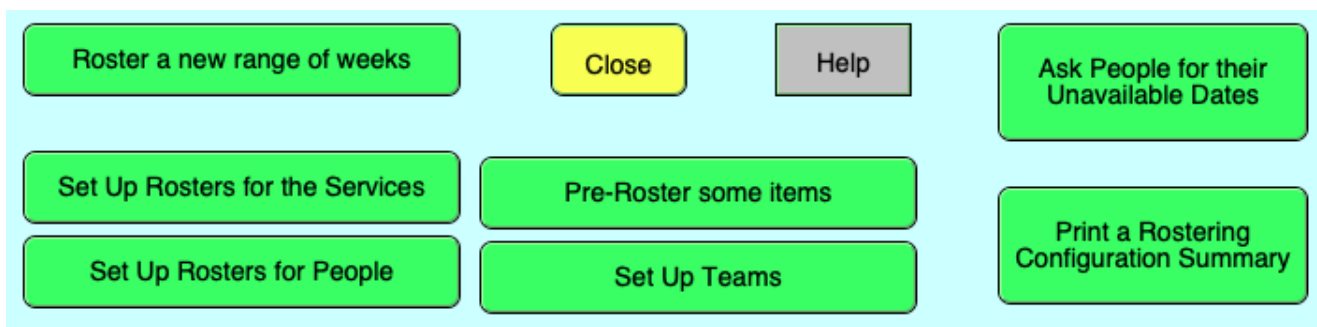 Roster a new range of weeks
Close
Help
Ask People for their
Unavailable Dates
Set Up Rosters for the Services
Pre-Roster some items
Set Up Rosters for People
Set Up Teams
Print a Rostering
Configuration Summary